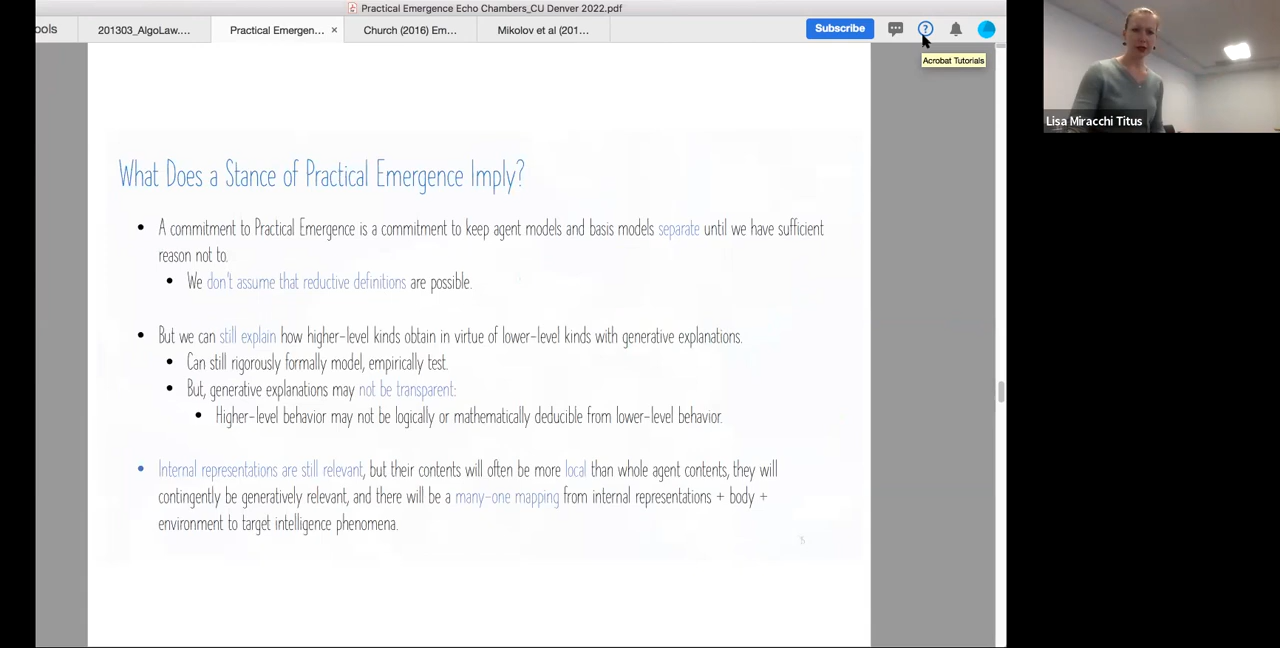 Practical Emergence Echo Chambers_CU Denver 2022.pdf
ools
201303_AlgoLaw....
Practical Emergen... ×
Church (2016) Em...
Mikolov et al (201...
Subscribe
?
Acrobat Tutorials
Lisa Miracchi Titus
What Does a Stance of Practical Emergence Imply?
• A commitment to Practical Emergence is a commitment to keep agent models and basis models separate until we have sufficient
reason not to.
• We don't assume that reductive definitions are possible.
• But we can still explain how higher-level kinds obtain in virtue of lower-level kinds with generative explanations.
• Can still rigorously formally model, empirically test.
• But, generative explanations may not be transparent:
• Higher-level behavior may not be logically or mathematically deducible from lower-level behavior.
• Internal representations are still relevant, but their contents will often be more local than whole agent contents, they will
contingently be generatively relevant, and there will be a many-one mapping from internal representations + body +
environment to target intelligence phenomena.